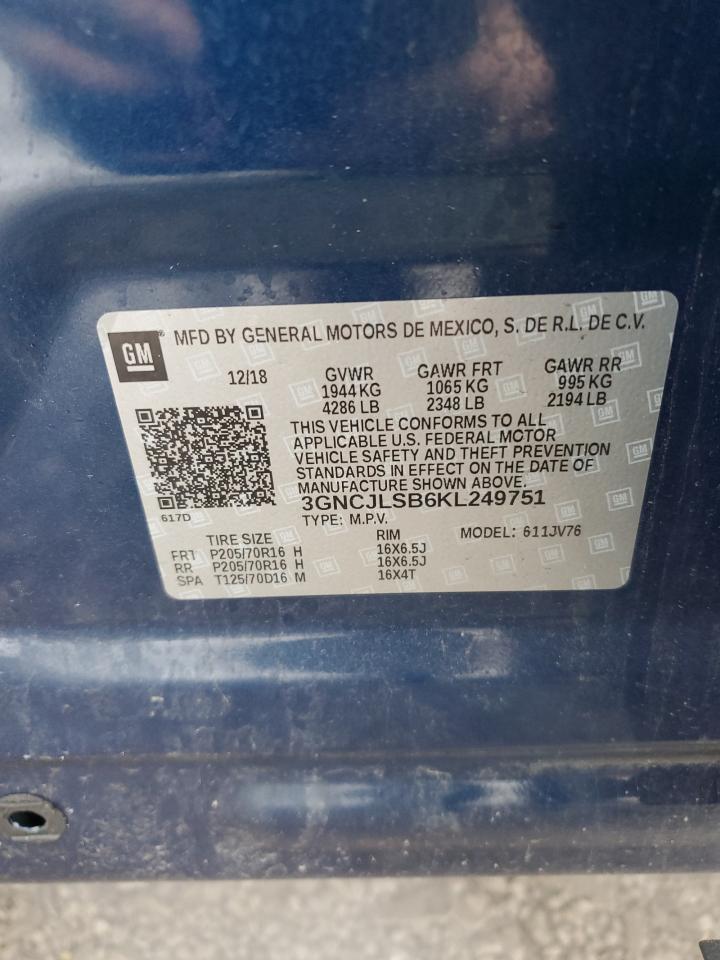 GM
MFD BY GENERAL MOTORS DE MEXICO, S. DE R.L. DE C.V.
12/18 GVWR GAWR FRT GAWR RR
1944 KG 1065 KG 995 KG
4286 LB 2348 LB 2194 LB
THIS VEHICLE CONFORMS TO ALL
APPLICABLE U.S. FEDERAL MOTOR
VEHICLE SAFETY AND THEFT PREVENTION
STANDARDS IN EFFECT ON THE DATE OF
MANUFACTURE SHOWN ABOVE.
617D 3GNCJLSB6KL249751
TYPE: M.P.V.
TIRE SIZE RIM MODEL: 611JV76
FRT P205/70R16 H 16X6.5J
RR P205/70R16 H 16X6.5J
SPA T125/70D16 M 16X4T